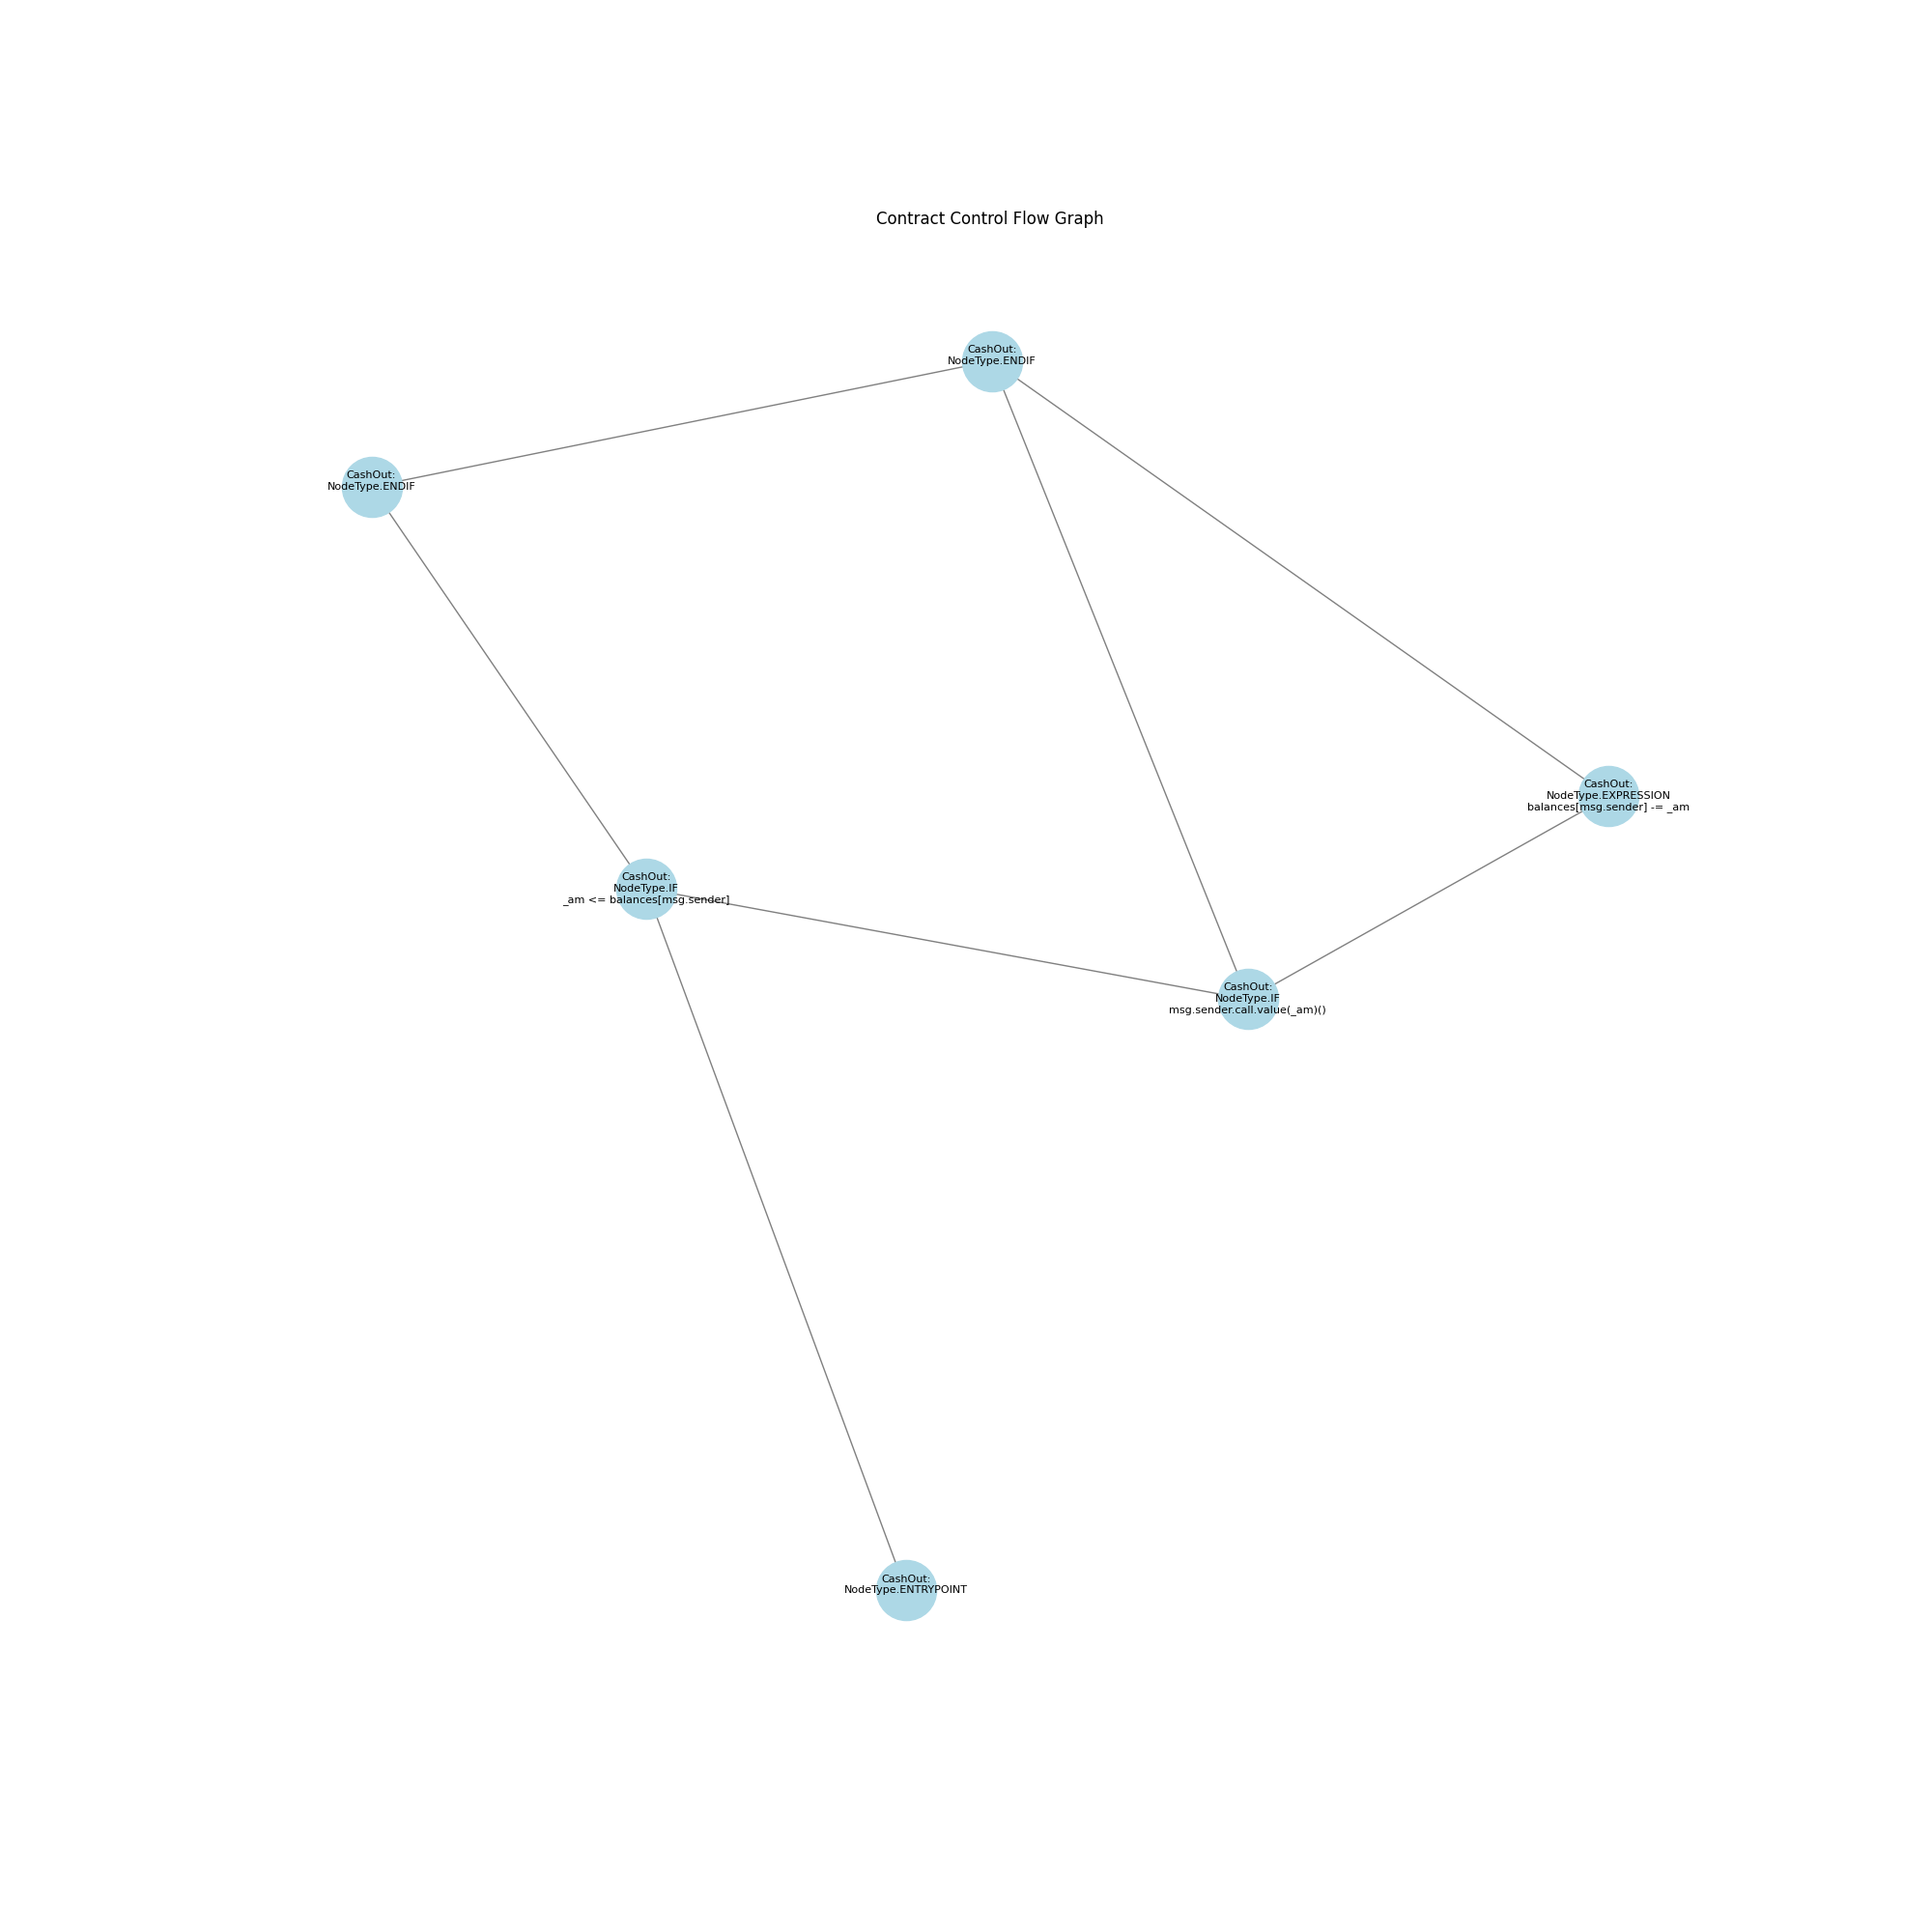 Contract Control Flow Graph
CashOut:
NodeType.ENDIF
CashOut:
NodeType.ENDIF
CashOut:
NodeType.EXPRESSION
balances[msg.sender] -= _am
CashOut:
NodeType.IF
_am <= balances[msg.sender]
CashOut:
NodeType.IF
msg.sender.call.value(_am)()
CashOut:
NodeType.ENTRYPOINT